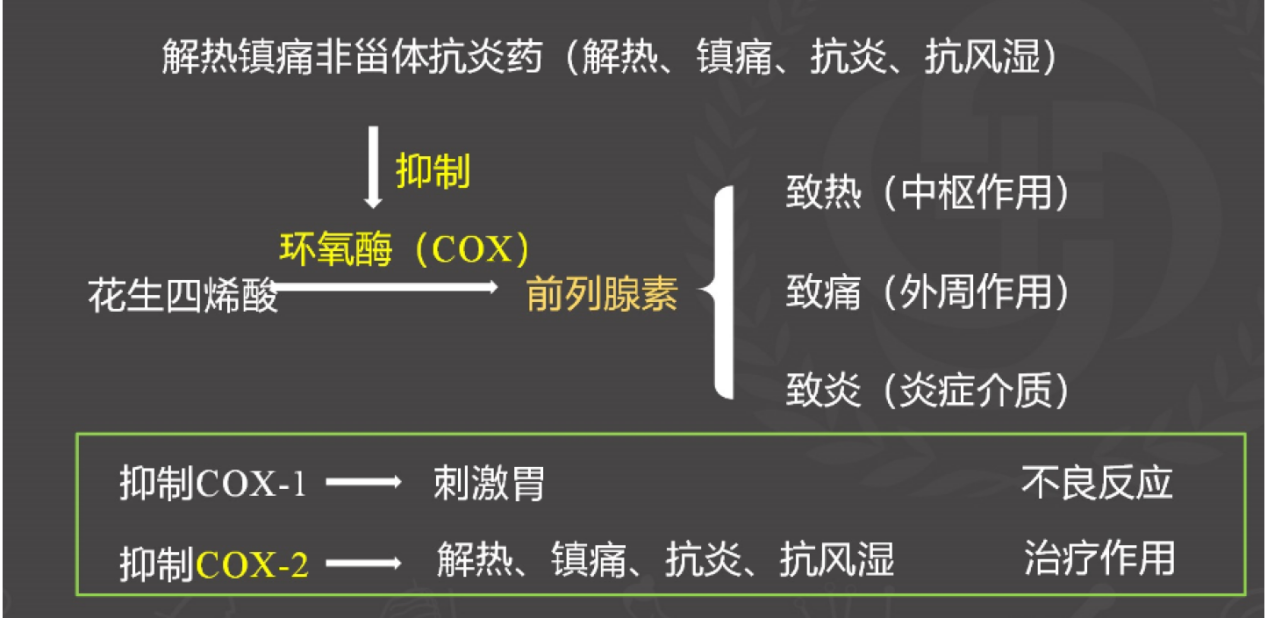 解热镇痛非甾体抗炎药（解热、镇痛、抗炎、抗风湿）
抑制
环氧酶（COX）
花生四烯酸
前列腺素
致热（中枢作用）
致痛（外周作用）
致炎（炎症介质）
抑制COX-1 刺激胃 不良反应
抑制COX-2 解热、镇痛、抗炎、抗风湿 治疗作用